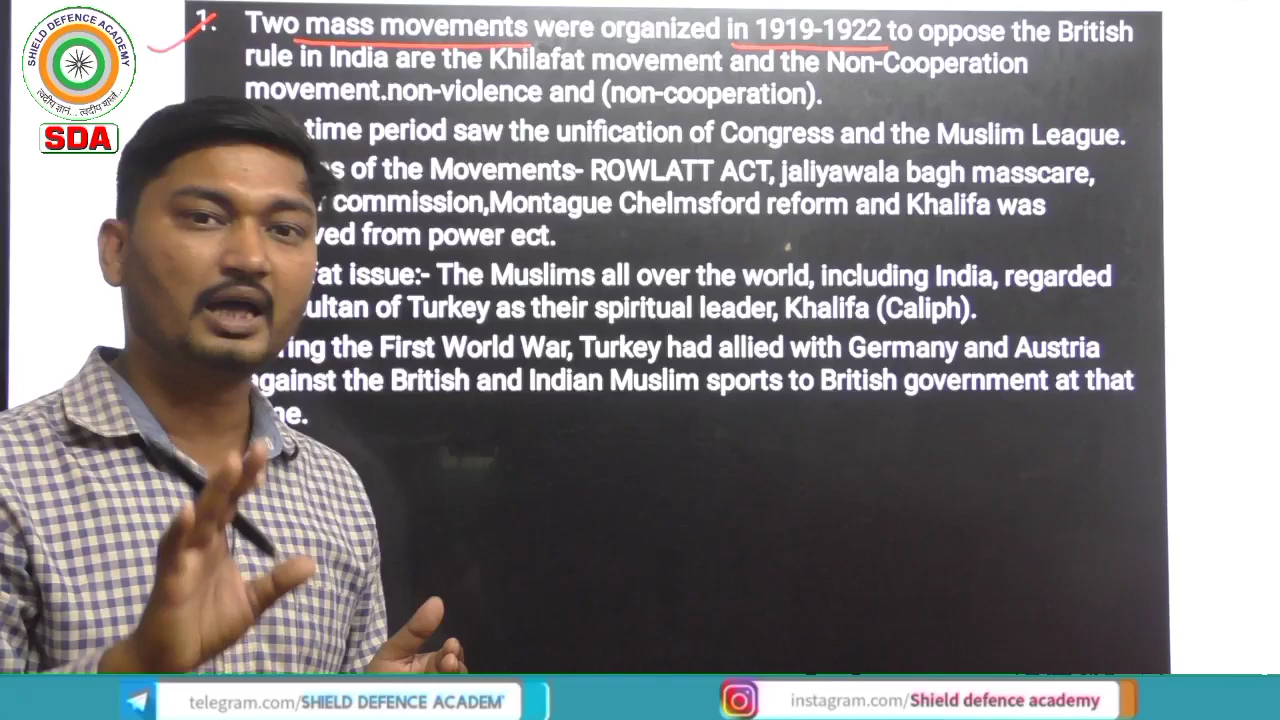 SHIELD DEFENCE ACADEMY
त्वदीय ज्ञानं... त्वदीय शास्त्रं..
SDA
1. Two mass movements were organized in 1919-1922 to oppose the British
rule in India are the Khilafat movement and the Non-Cooperation
movement.non-violence and (non-cooperation).
time period saw the unification of Congress and the Muslim League.
of the Movements- ROWLATT ACT, jaliyawala bagh masscare,
commission,Montague Chelmsford reform and Khalifa was
from power ect.
issue:- The Muslims all over the world, including India, regarded
of Turkey as their spiritual leader, Khalifa (Caliph).
the First World War, Turkey had allied with Germany and Austria
against the British and Indian Muslim sports to British government at that
telegram.com/SHIELD DEFENCE ACADEM
instagram.com/Shield defence academy